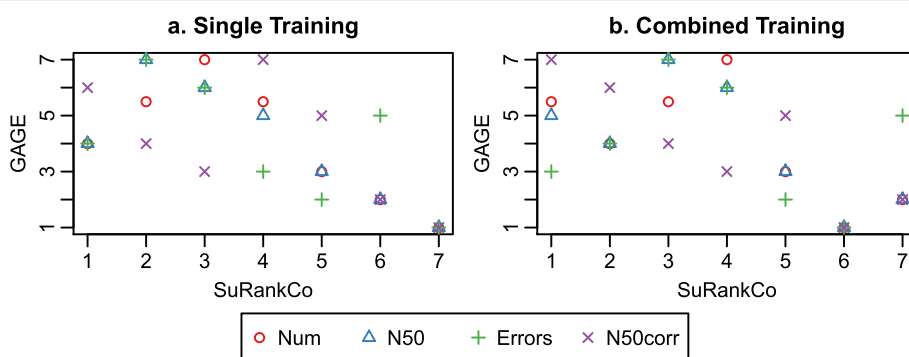 a. Single Training
GAGE
7
5
3
1
1 2 3 4 5 6 7
SuRankCo
b. Combined Training
GAGE
7
5
3
1
1 2 3 4 5 6 7
SuRankCo
Num N50 Errors N50corr